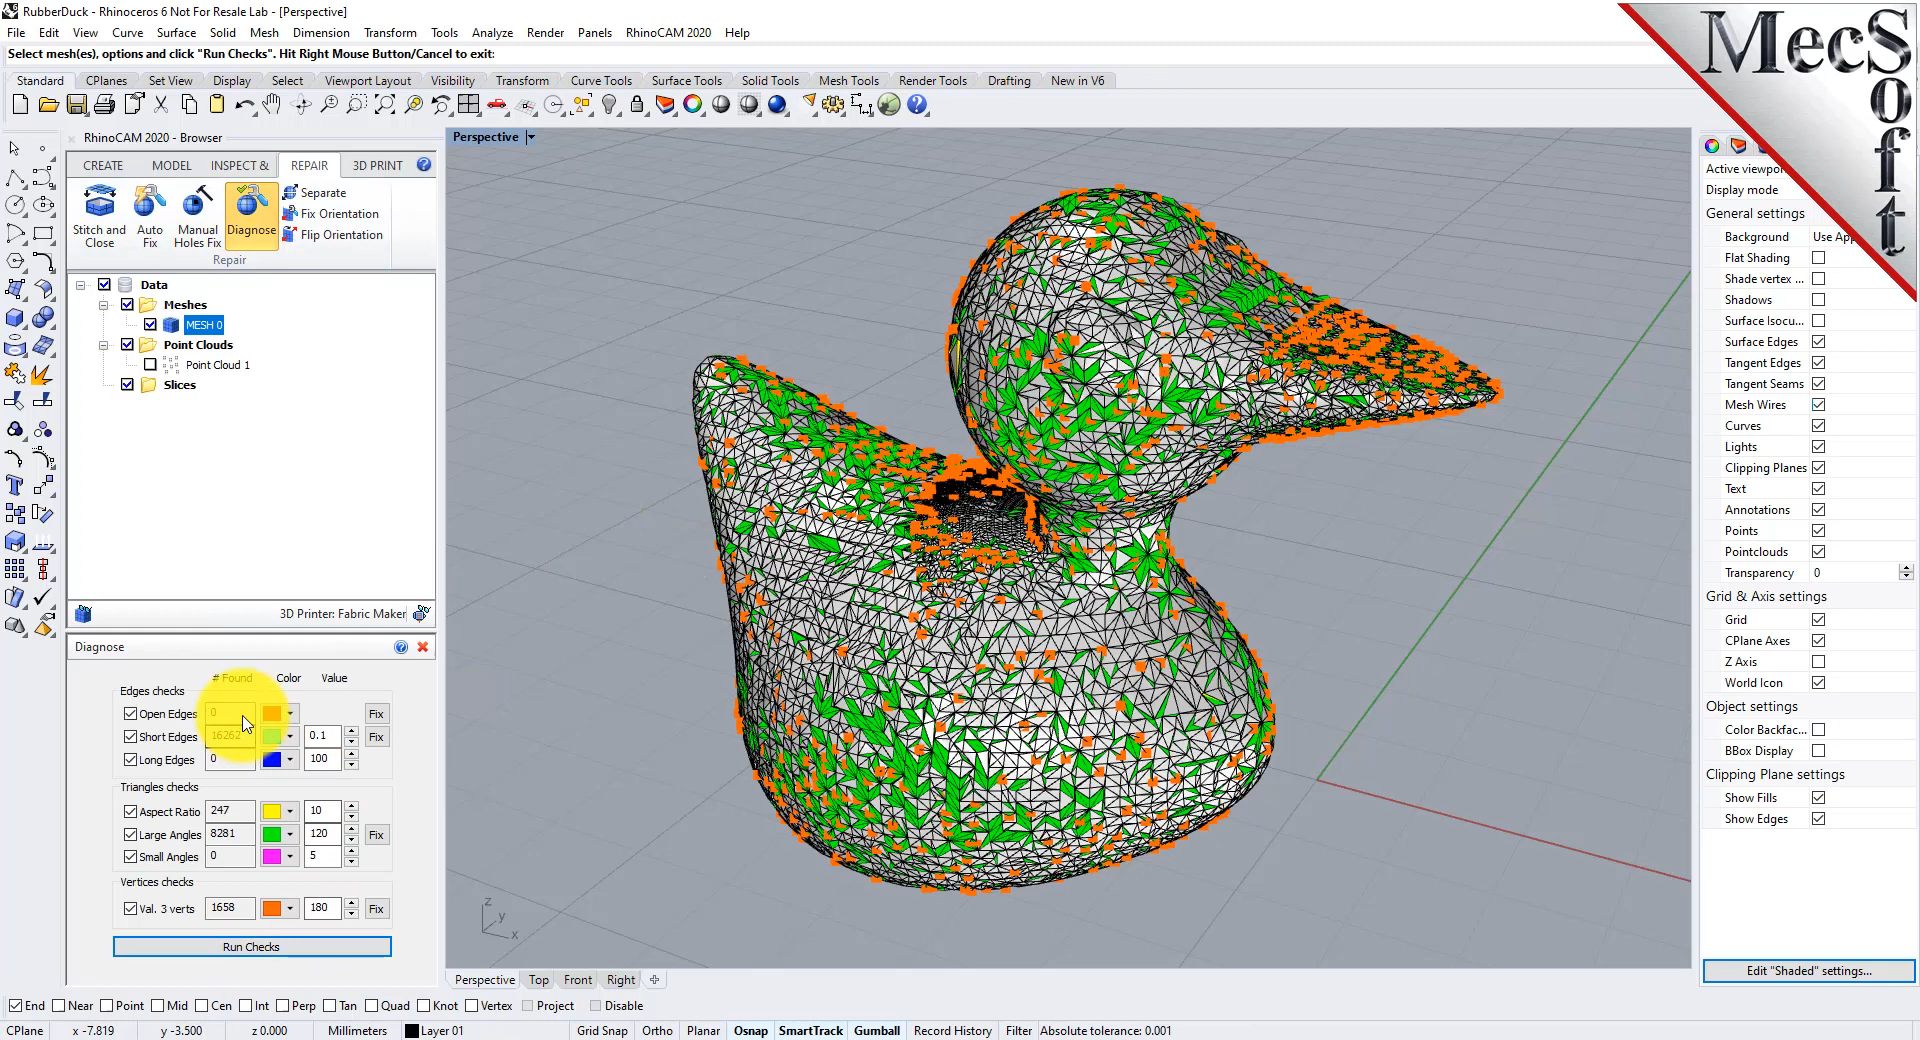 RubberDuck - Rhinoceros 6 Not For Resale Lab - [Perspective]
File Edit View Curve Surface Solid Mesh Dimension Transform Tools Analyze Render Panels RhinoCAM 2020 Help
Select mesh(es), options and click "Run Checks". Hit Right Mouse Button/Cancel to exit:
Standard CPlanes Set View Display Select Viewport Layout Visibility Transform Curve Tools Surface Tools Solid Tools Mesh Tools Render Tools Drafting New in V6
MecSoft
RhinoCAM 2020 - Browser
CREATE MODEL INSPECT & REPAIR 3D PRINT
Stitch and Close
Auto Fix
Manual Holes Fix
Diagnose
Separate
Fix Orientation
Flip Orientation
Repair
Data
Meshes
MESH 0
Point Clouds
Point Cloud 1
Slices
3D Printer: Fabric Maker
Diagnose
# Found Color Value
Edges checks
Open Edges 0 Fix
Short Edges 16262 0.1 Fix
Long Edges 0 100
Triangles checks
Aspect Ratio 247 10
Large Angles 8281 120 Fix
Small Angles 0 5
Vertices checks
Val. 3 verts 1658 180 Fix
Run Checks
Perspective
z
y
x
Perspective Top Front Right
Active viewpor
Display mode
General settings
Background Use App
Flat Shading
Shade vertex ...
Shadows
Surface Isocu...
Surface Edges
Tangent Edges
Tangent Seams
Mesh Wires
Curves
Lights
Clipping Planes
Text
Annotations
Points
Pointclouds
Transparency 0
Grid & Axis settings
Grid
CPlane Axes
Z Axis
World Icon
Object settings
Color Backfac...
BBox Display
Clipping Plane settings
Show Fills
Show Edges
Edit "Shaded" settings...
End Near Point Mid Cen Int Perp Tan Quad Knot Vertex Project Disable
CPlane x -7.819 y -3.500 z 0.000 Millimeters Layer 01 Grid Snap Ortho Planar Osnap SmartTrack Gumball Record History Filter Absolute tolerance: 0.001